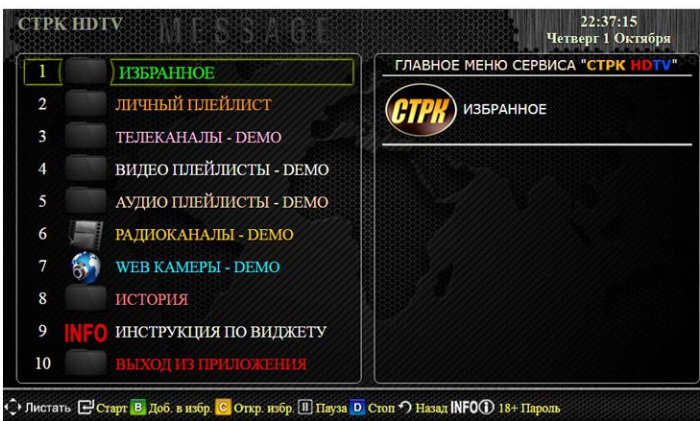 СТРК HDTV
MESSAGE
22:37:15
Четверг 1 Октября
1 ИЗБРАННОЕ
2 ЛИЧНЫЙ ПЛЕЙЛИСТ
3 ТЕЛЕКАНАЛЫ - DEMO
4 ВИДЕО ПЛЕЙЛИСТЫ - DEMO
5 АУДИО ПЛЕЙЛИСТЫ - DEMO
6 РАДИОКАНАЛЫ - DEMO
7 WEB КАМЕРЫ - DEMO
8 ИСТОРИЯ
9 INFO ИНСТРУКЦИЯ ПО ВИДЖЕТУ
10 ВЫХОД ИЗ ПРИЛОЖЕНИЯ
ГЛАВНОЕ МЕНЮ СЕРВИСА "СТРК HDTV"
СТРК ИЗБРАННОЕ
Листать Старт B Доб. в избр. C Откр. избр. Пауза D Стоп Назад INFO 18+ Пароль